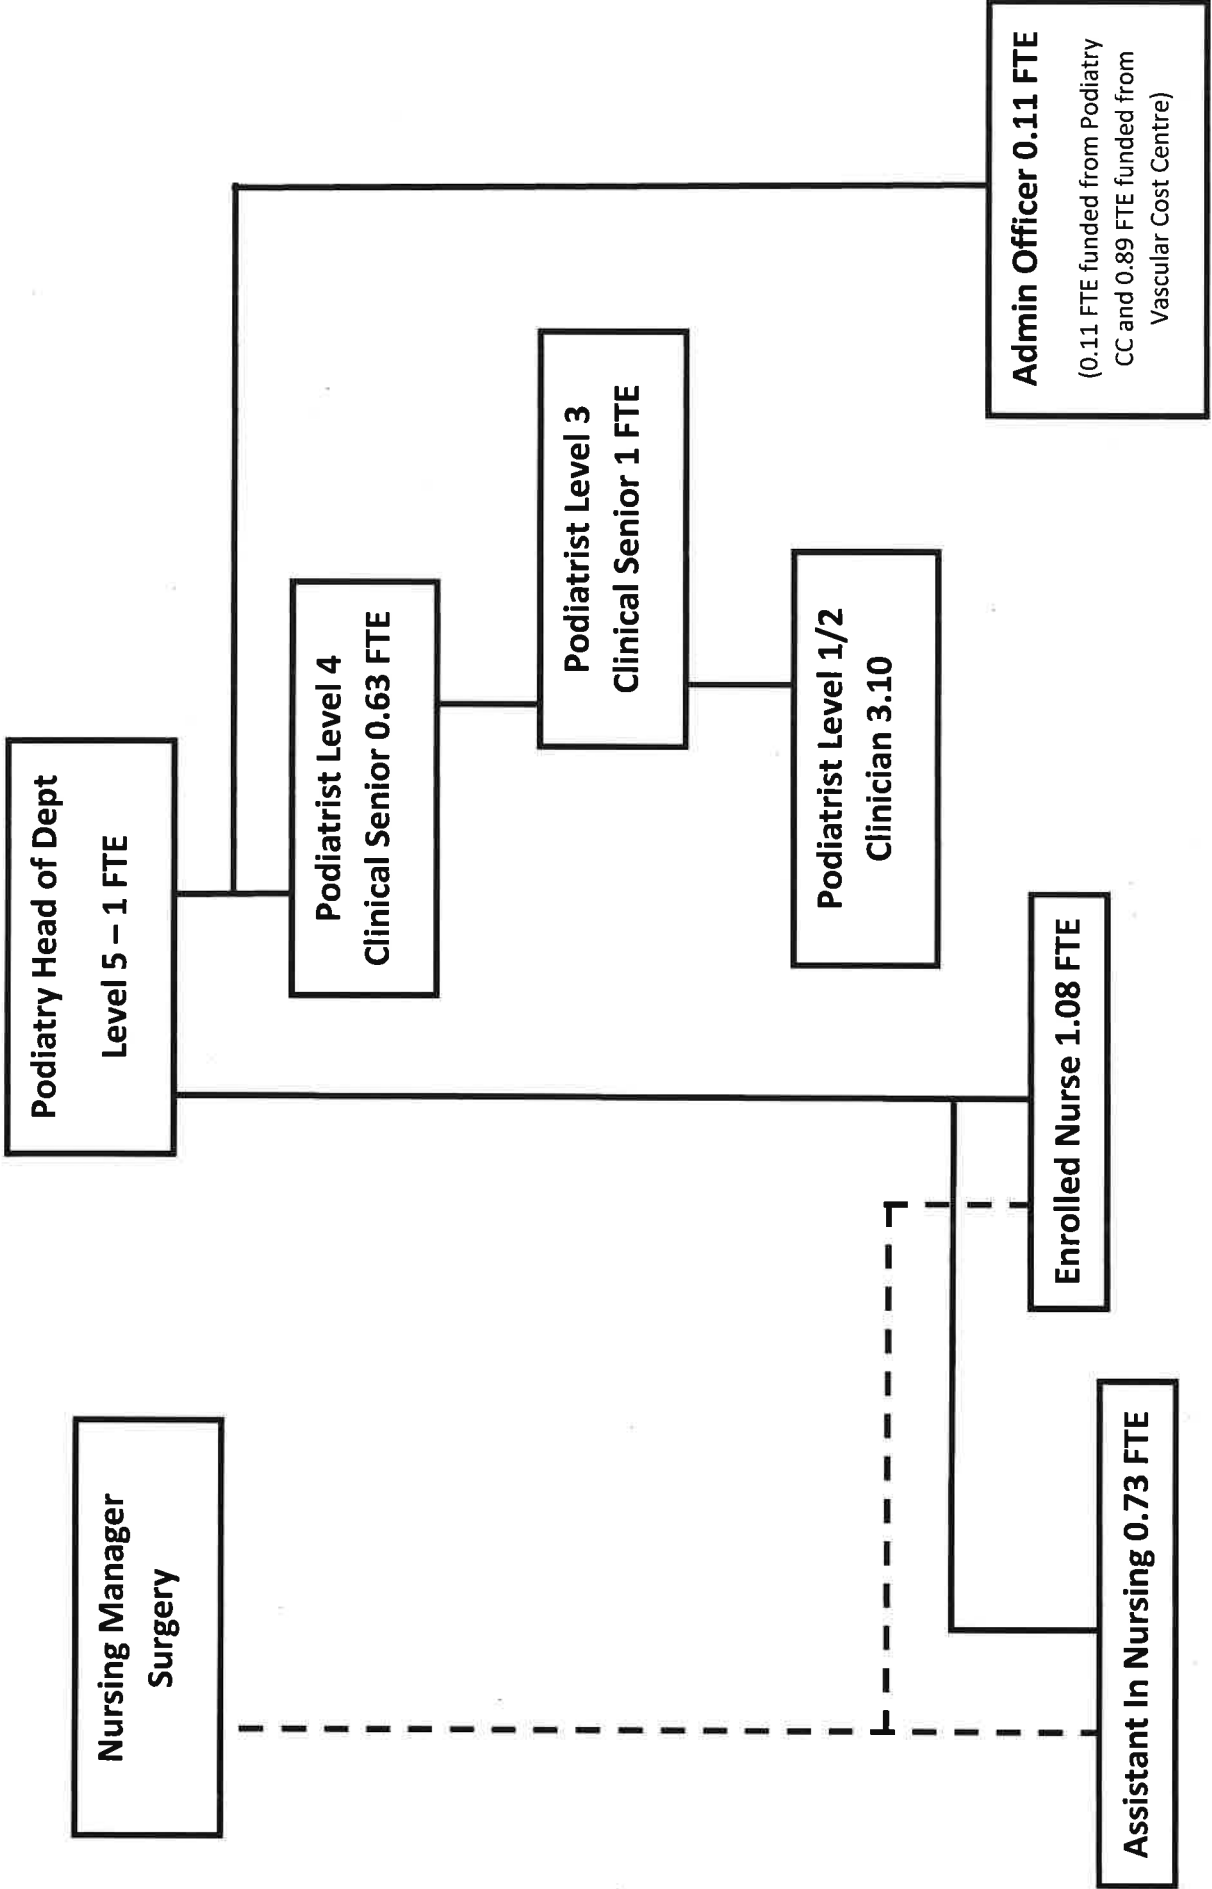 Nursing Manager
Surgery
Podiatry Head of Dept
Level 5 – 1 FTE
Podiatrist Level 4
Clinical Senior 0.63 FTE
Podiatrist Level 3
Clinical Senior 1 FTE
Podiatrist Level 1/2
Clinician 3.10
Assistant In Nursing 0.73 FTE
Enrolled Nurse 1.08 FTE
Admin Officer 0.11 FTE
(0.11 FTE funded from Podiatry
CC and 0.89 FTE funded from
Vascular Cost Centre)